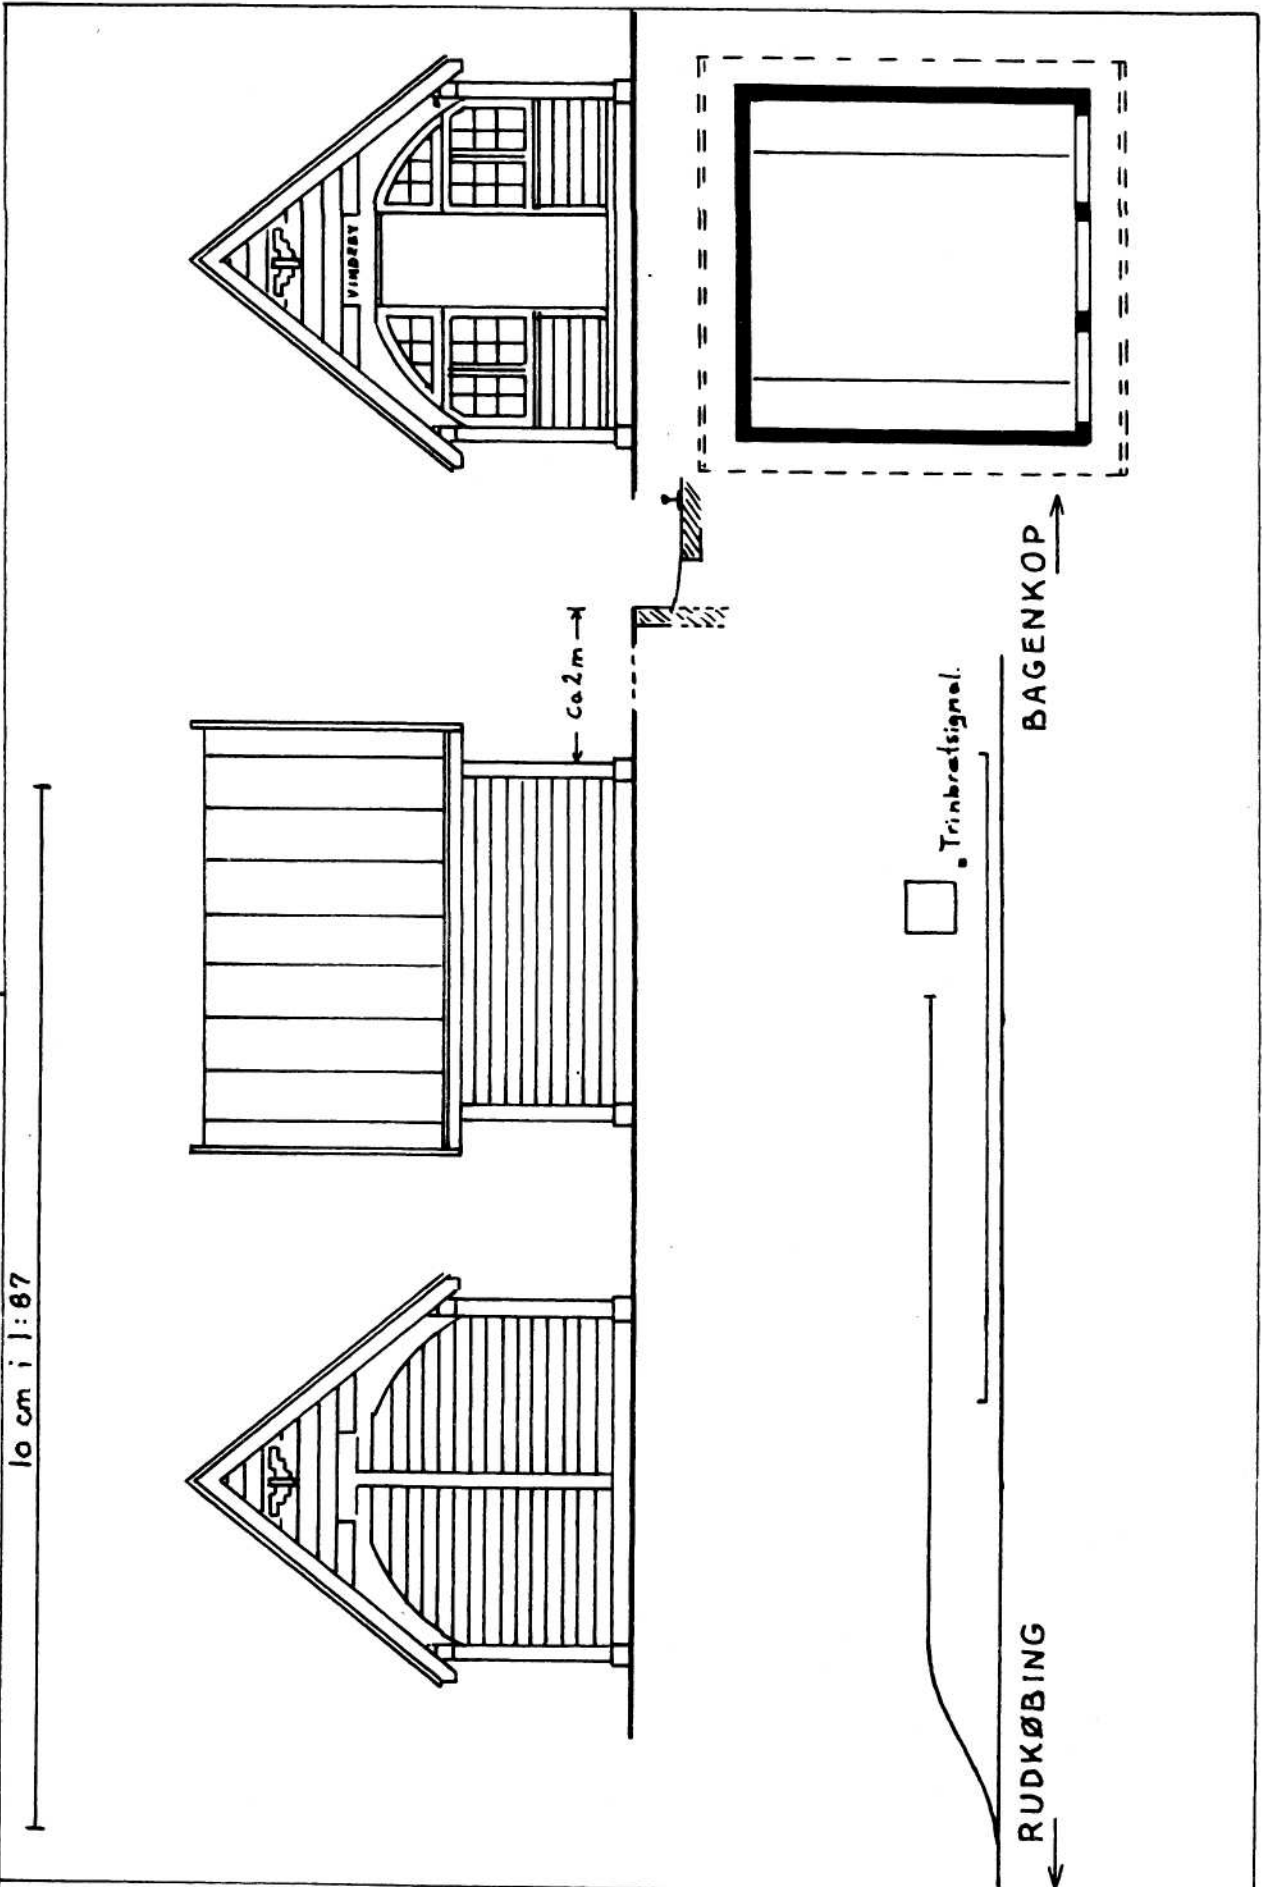 10 cm i 1:87
VINDEBY
Ca 2 m
Trinbrætsignal.
RUDKØBING
BAGENKOP